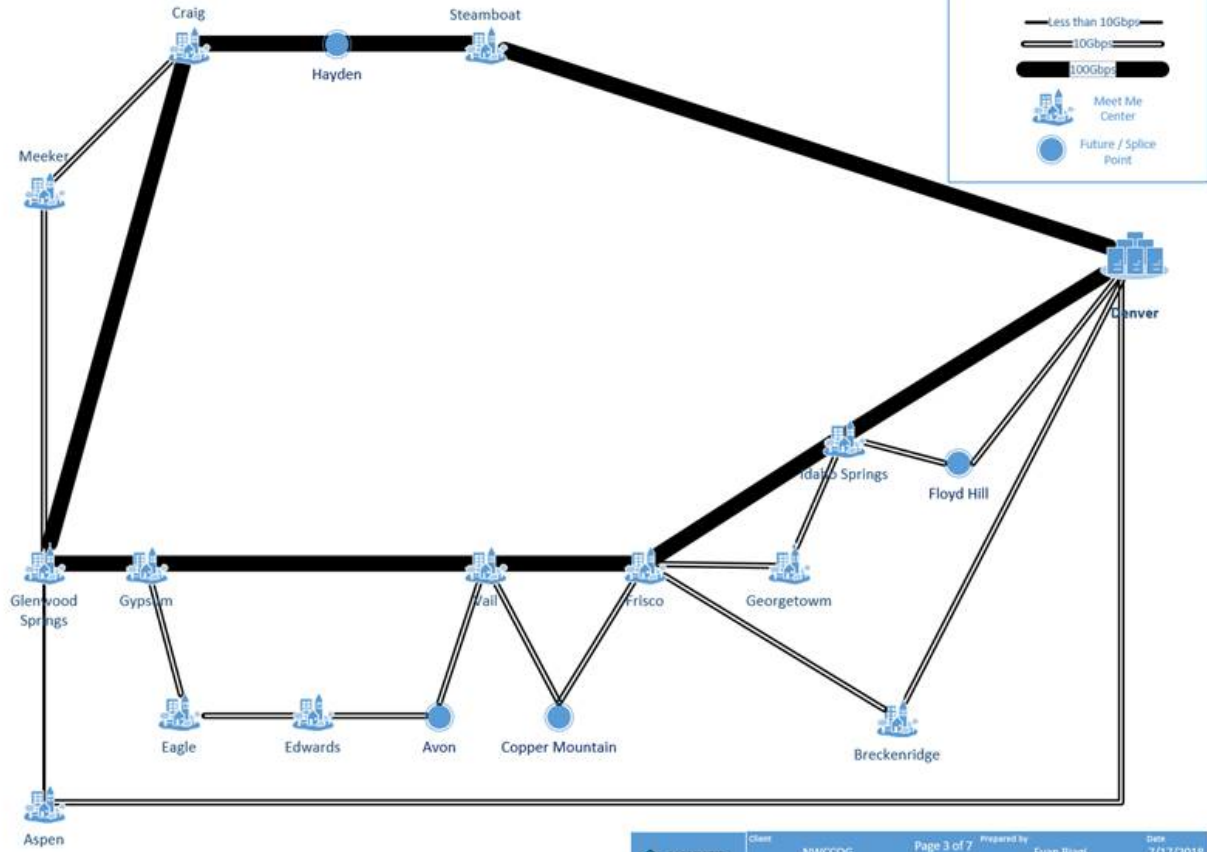 Craig
Steamboat
Hayden
Less than 10Gbps
10Gbps
100Gbps
Meet Me
Center
Future / Splice
Point
Meeker
Denver
Idaho Springs
Floyd Hill
Glenwood
Springs
Gypsum
Vail
Frisco
Georgetowm
Eagle
Edwards
Avon
Copper Mountain
Breckenridge
Aspen
Client
Page 3 of 7
Prepared by
Date